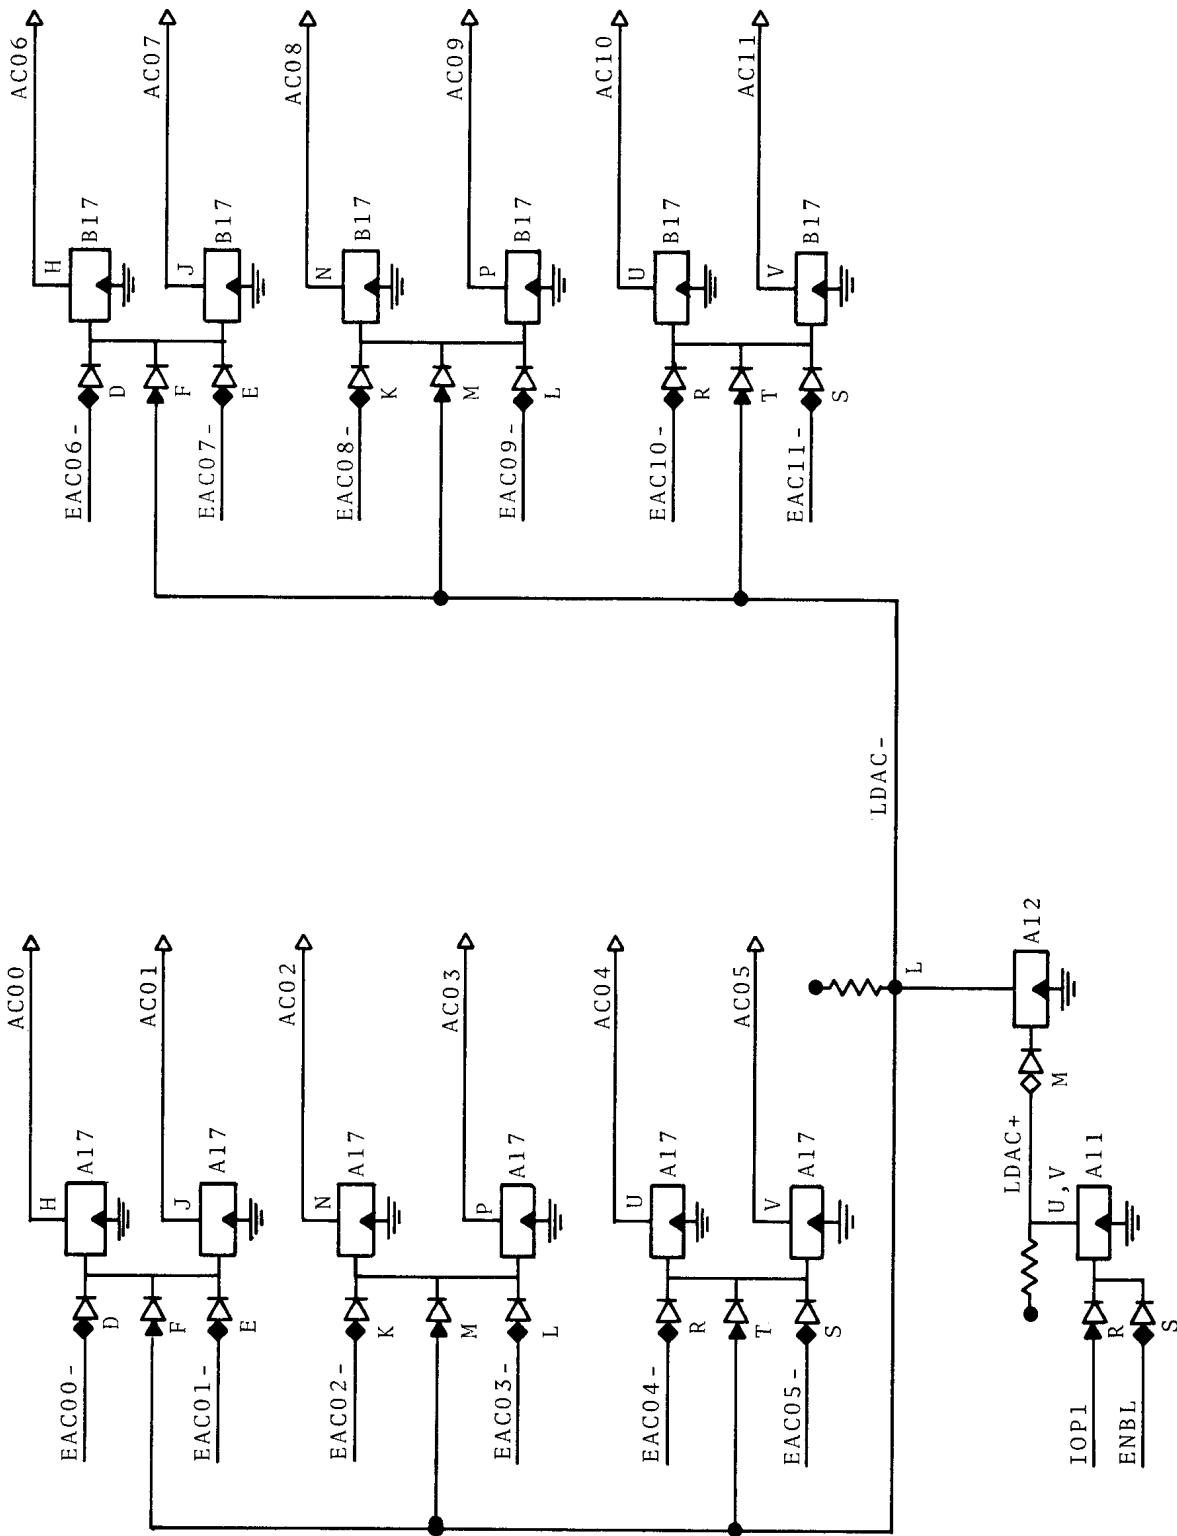 AC00
H
A17
EAC00-
D
AC01
J
A17
F
EAC01-
E
AC02
N
A17
EAC02-
K
AC03
P
A17
M
EAC03-
L
AC04
U
A17
EAC04-
R
AC05
V
A17
T
EAC05-
S
AC06
H
B17
EAC06-
D
AC07
J
B17
F
EAC07-
E
AC08
N
B17
EAC08-
K
AC09
P
B17
M
EAC09-
L
AC10
U
B17
EAC10-
R
AC11
V
B17
T
EAC11-
S
LDAC-
L
A12
M
LDAC+
U,V
A11
IOP1
R
ENBL
S